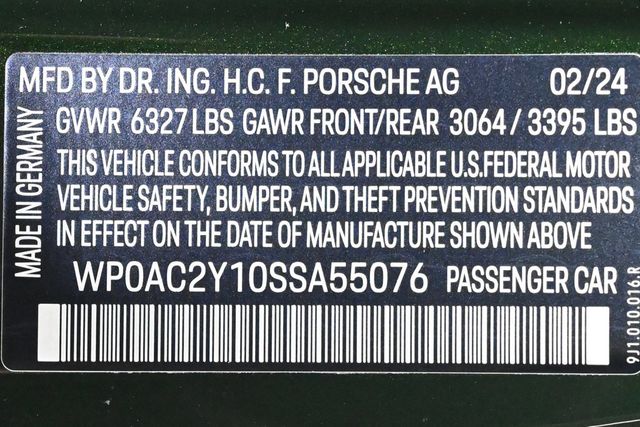 MFD BY DR. ING. H.C. F. PORSCHE AG 02/24
GVWR 6327 LBS GAWR FRONT/REAR 3064 / 3395 LBS
THIS VEHICLE CONFORMS TO ALL APPLICABLE U.S.FEDERAL MOTOR
VEHICLE SAFETY, BUMPER, AND THEFT PREVENTION STANDARDS
IN EFFECT ON THE DATE OF MANUFACTURE SHOWN ABOVE
WP0AC2Y10SSA55076 PASSENGER CAR
MADE IN GERMANY
9J1.010.016.R